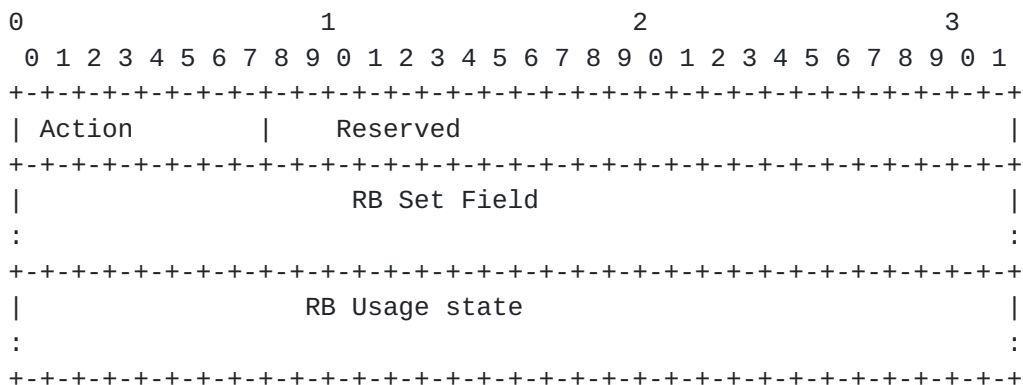 0                   1                   2                   3
 0 1 2 3 4 5 6 7 8 9 0 1 2 3 4 5 6 7 8 9 0 1 2 3 4 5 6 7 8 9 0 1
+-+-+-+-+-+-+-+-+-+-+-+-+-+-+-+-+-+-+-+-+-+-+-+-+-+-+-+-+-+-+-+-+
| Action        |    Reserved                                   |
+-+-+-+-+-+-+-+-+-+-+-+-+-+-+-+-+-+-+-+-+-+-+-+-+-+-+-+-+-+-+-+-+
|                     RB Set Field                              |
:                                                               :
+-+-+-+-+-+-+-+-+-+-+-+-+-+-+-+-+-+-+-+-+-+-+-+-+-+-+-+-+-+-+-+-+
|                  RB Usage state                               |
:                                                               :
+-+-+-+-+-+-+-+-+-+-+-+-+-+-+-+-+-+-+-+-+-+-+-+-+-+-+-+-+-+-+-+-+